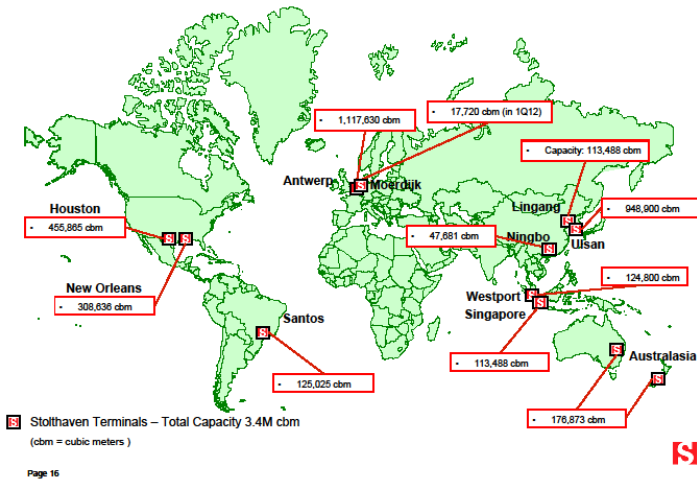 - 1,117,630 cbm
- 17,720 cbm (in 1Q12)
- Capacity: 113,488 cbm
Antwerp
Moerdijk
Houston
- 455,865 cbm
Lingang
- 948,900 cbm
- 47,681 cbm
Ningbo
Ulsan
- 124,800 cbm
New Orleans
- 308,636 cbm
Westport
Singapore
Santos
- 113,488 cbm
Australasia
- 125,025 cbm
- 176,873 cbm
Stolthaven Terminals – Total Capacity 3.4M cbm
(cbm = cubic meters )
Page 16